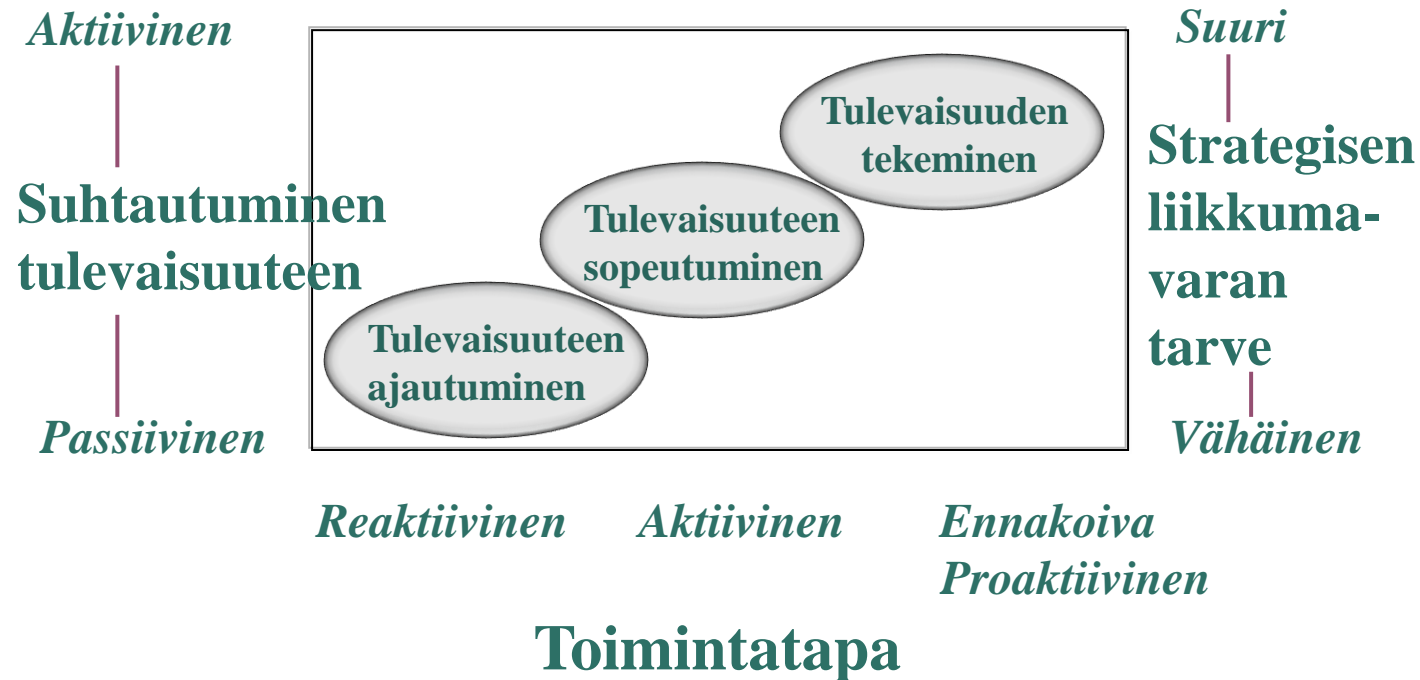 Aktiivinen
Suhtautuminen
tulevaisuuteen
Passiivinen
Tulevaisuuden
tekeminen
Tulevaisuuteen
sopeutuminen
Tulevaisuuteen
ajautuminen
Suuri
Strategisen
liikkuma-
varan
tarve
Vähäinen
Reaktiivinen
Aktiivinen
Ennakoiva
Proaktiivinen
Toimintatapa